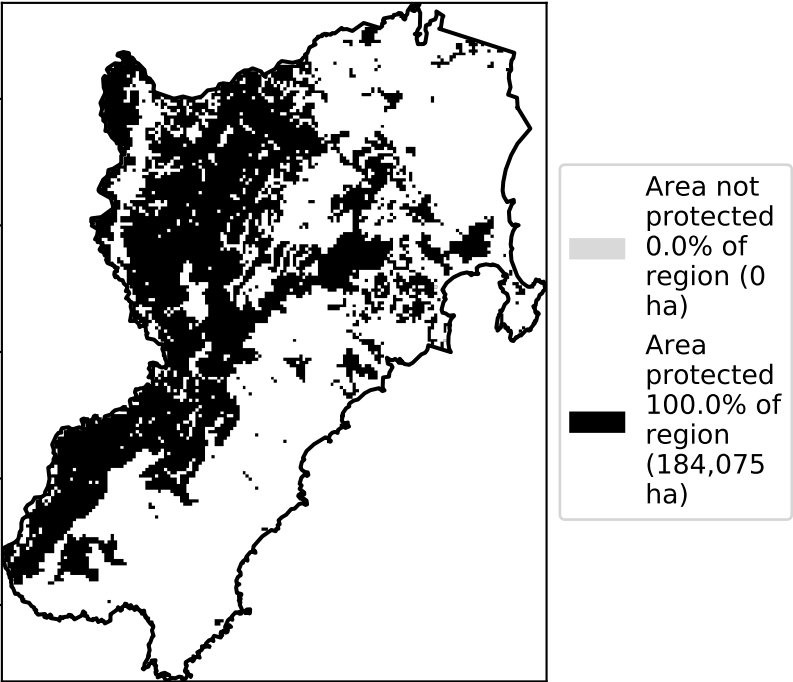 Area not
protected
0.0% of
region (0
ha)
Area
protected
100.0% of
region
(184,075
ha)